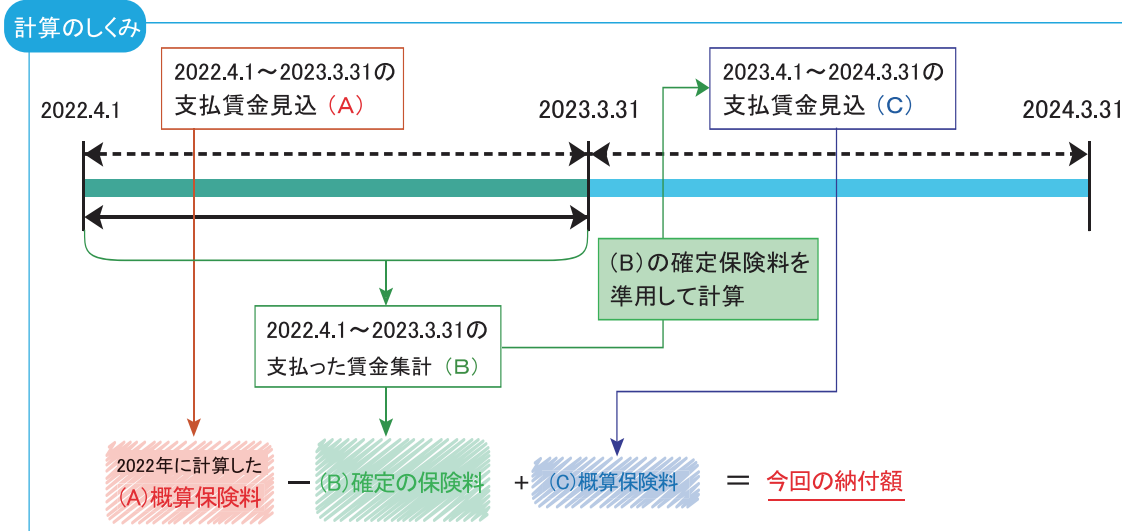 計算のしくみ
2022.4.1～2023.3.31の
支払賃金見込（A）
2023.4.1～2024.3.31の
支払賃金見込（C）
2022.4.1
2023.3.31
2024.3.31
（B）の確定保険料を
準用して計算
2022.4.1～2023.3.31の
支払った賃金集計（B）
2022年に計算した
（A）概算保険料
－
（B）確定の保険料
+
（C）概算保険料
＝
今回の納付額